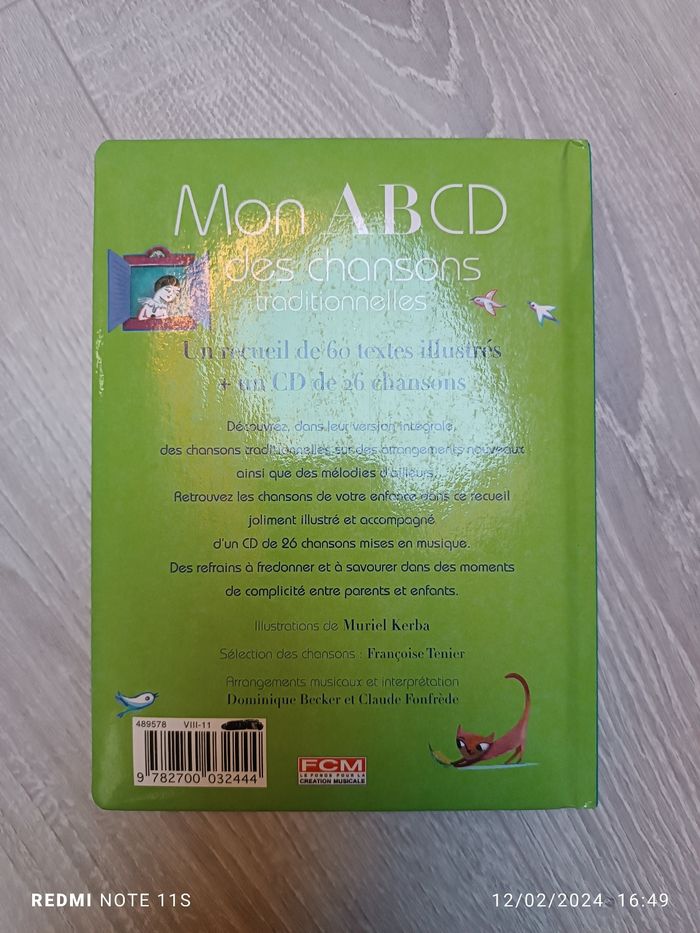 Mon ABCD
des chansons
traditionnelles
Un recueil de 60 textes illustrés
+ un CD de 26 chansons
Découvrez, dans leur version intégrale,
des chansons traditionnelles sur des arrangements nouveaux
ainsi que des mélodies d'ailleurs.
Retrouvez les chansons de votre enfance dans ce recueil
joliment illustré et accompagné
d'un CD de 26 chansons mises en musique.
Des refrains à fredonner et à savourer dans des moments
de complicité entre parents et enfants.
Illustrations de Muriel Kerba
Sélection des chansons : Françoise Tenier
Arrangements musicaux et interprétation
Dominique Becker et Claude Fonfrède
489578 VIII-11
9 782700 032444
FCM
LE FONDS POUR LA
CREATION MUSICALE
REDMI NOTE 11S
12/02/2024 16:49